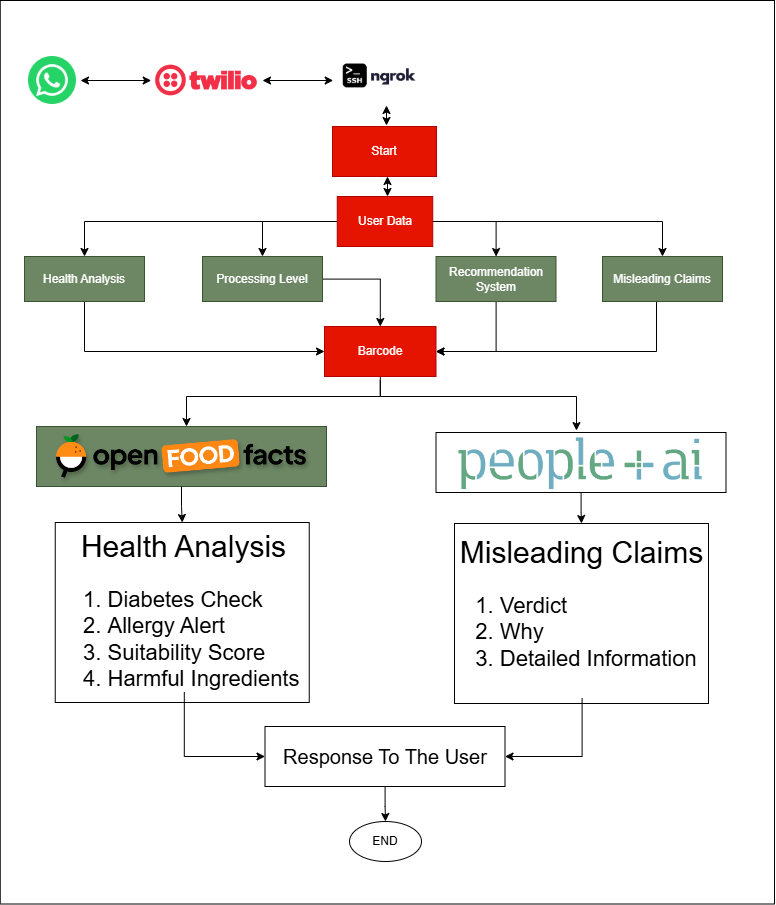 twilio
>_
SSH
ngrok
Start
User Data
Health Analysis
Processing Level
Recommendation
System
Misleading Claims
Barcode
open FOOD facts
people + ai
Health Analysis
1. Diabetes Check
2. Allergy Alert
3. Suitability Score
4. Harmful Ingredients
Misleading Claims
1. Verdict
2. Why
3. Detailed Information
Response To The User
END